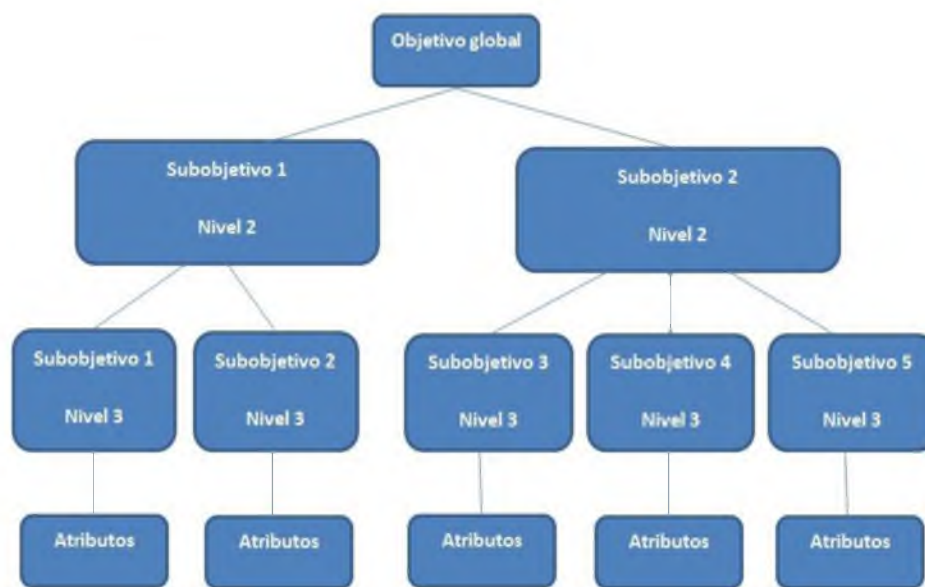 Objetivo global
Subobjetivo 1
Nivel 2
Subobjetivo 2
Nivel 2
Subobjetivo 1
Nivel 3
Subobjetivo 2
Nivel 3
Subobjetivo 3
Nivel 3
Subobjetivo 4
Nivel 3
Subobjetivo 5
Nivel 3
Atributos
Atributos
Atributos
Atributos
Atributos